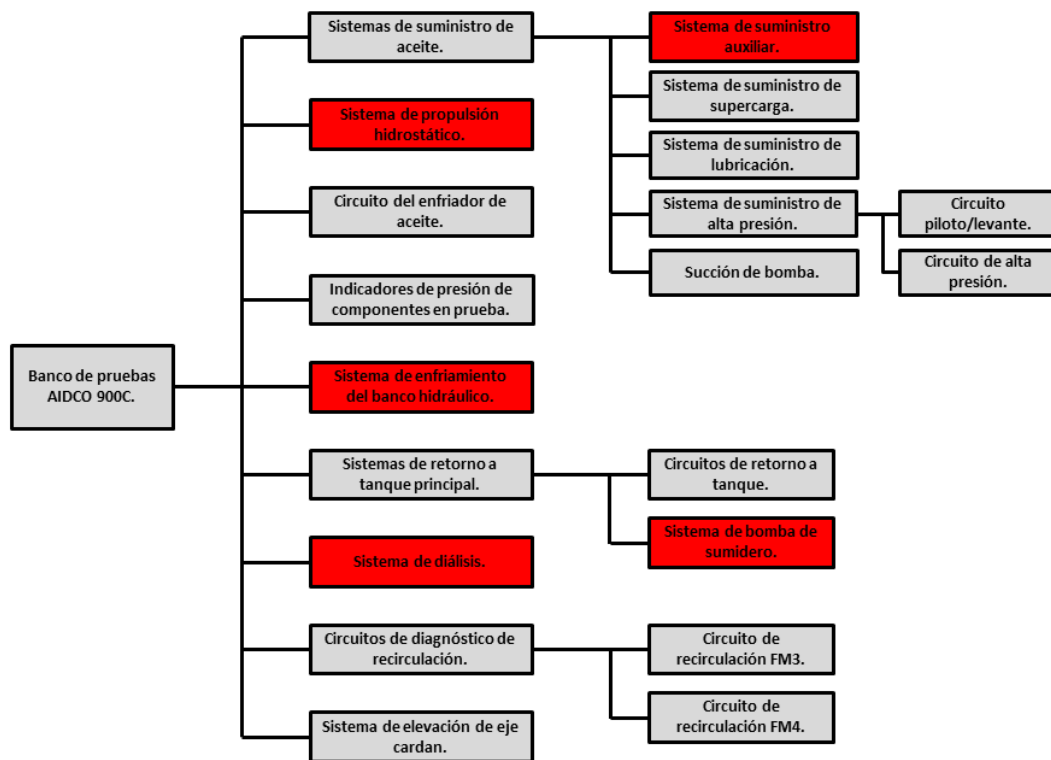 Banco de pruebas
AIDCO 900C.
Sistemas de suministro de
aceite.
Sistema de suministro
auxiliar.
Sistema de suministro de
supercarga.
Sistema de suministro de
lubricación.
Sistema de suministro de
alta presión.
Circuito
piloto/levante.
Circuito de alta
presión.
Succión de bomba.
Sistema de propulsión
hidrostático.
Circuito del enfriador de
aceite.
Indicadores de presión de
componentes en prueba.
Sistema de enfriamiento
del banco hidráulico.
Sistemas de retorno a
tanque principal.
Circuitos de retorno a
tanque.
Sistema de bomba de
sumidero.
Sistema de diálisis.
Circuitos de diagnóstico de
recirculación.
Circuito de
recirculación FM3.
Circuito de
recirculación FM4.
Sistema de elevación de eje
cardan.